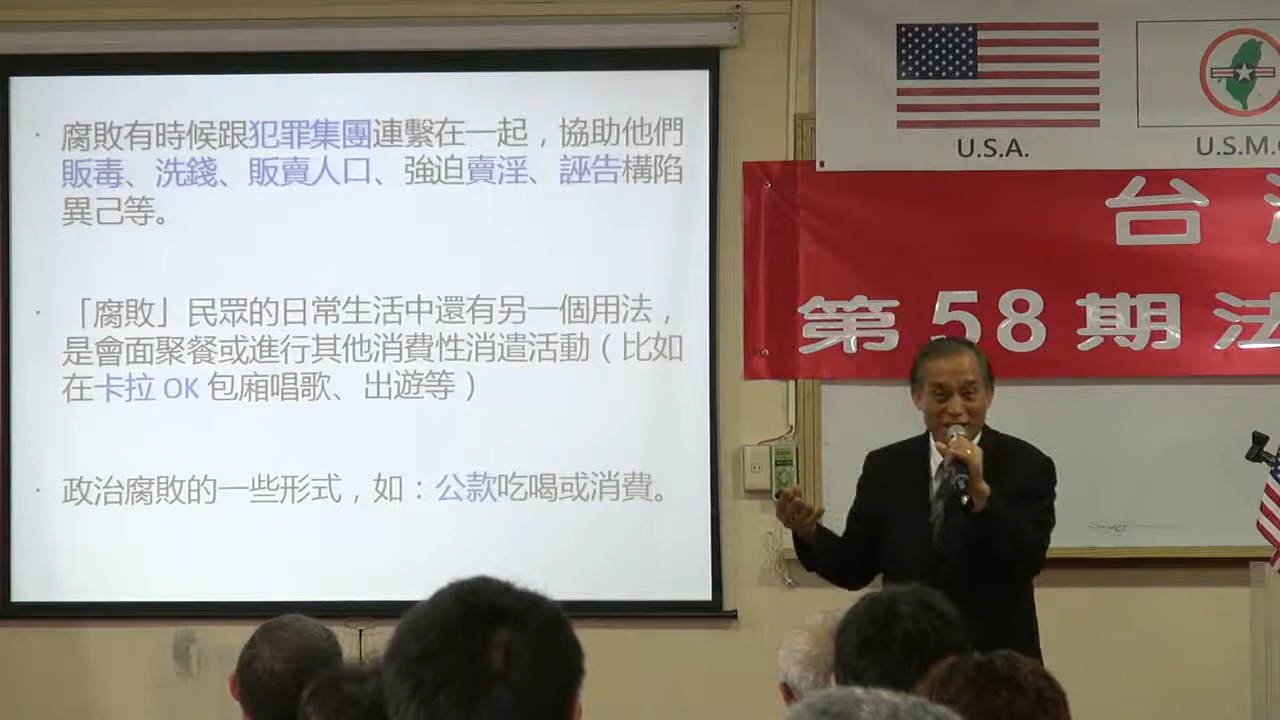 腐敗有時候跟犯罪集團連繫在一起，協助他們
販毒、洗錢、販賣人口、強迫賣淫、誣告構陷
異己等。
「腐敗」民眾的日常生活中還有另一個用法，
是會面聚餐或進行其他消費性消遣活動（比如
在卡拉 OK 包廂唱歌、出遊等）
政治腐敗的一些形式，如：公款吃喝或消費。
U.S.A.
U.S.M.
台
第 58 期 法